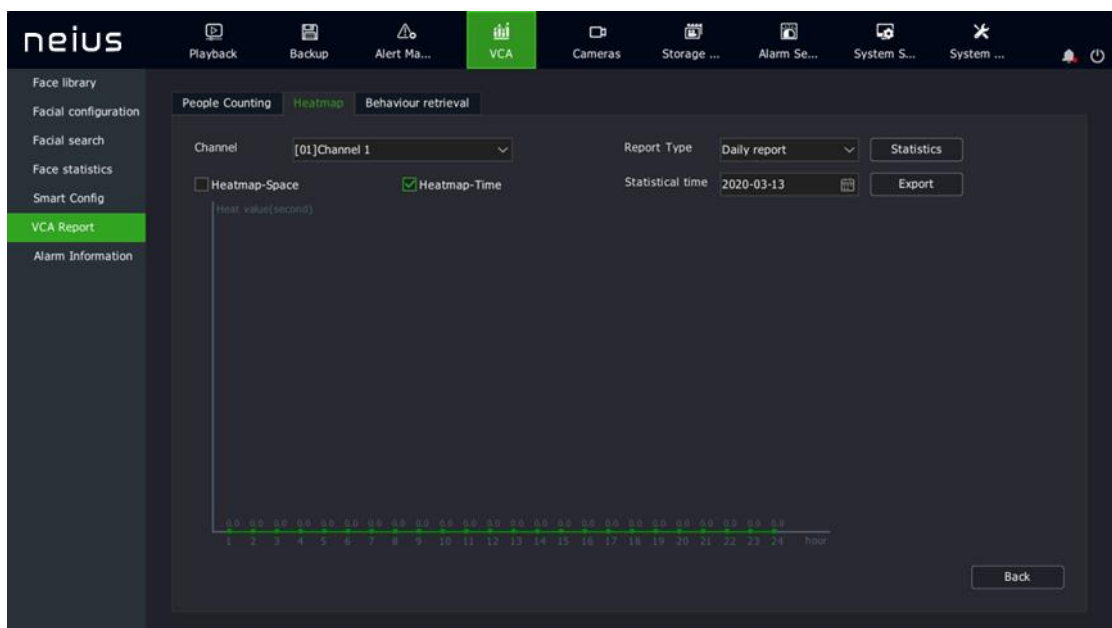 neius
Playback Backup Alert Ma... VCA Cameras Storage ... Alarm Se... System S... System ...
Face library
Facial configuration
Facial search
Face statistics
Smart Config
VCA Report
Alarm Information
People Counting Heatmap Behaviour retrieval
Channel [01]Channel 1 Report Type Daily report Statistics
Heatmap-Space Heatmap-Time Statistical time 2020-03-13 Export
Heat value(second)
0.0 0.0 0.0 0.0 0.0 0.0 0.0 0.0 0.0 0.0 0.0 0.0 0.0 0.0 0.0 0.0 0.0 0.0 0.0 0.0 0.0 0.0 0.0 0.0
1 2 3 4 5 6 7 8 9 10 11 12 13 14 15 16 17 18 19 20 21 22 23 24 hour
Back